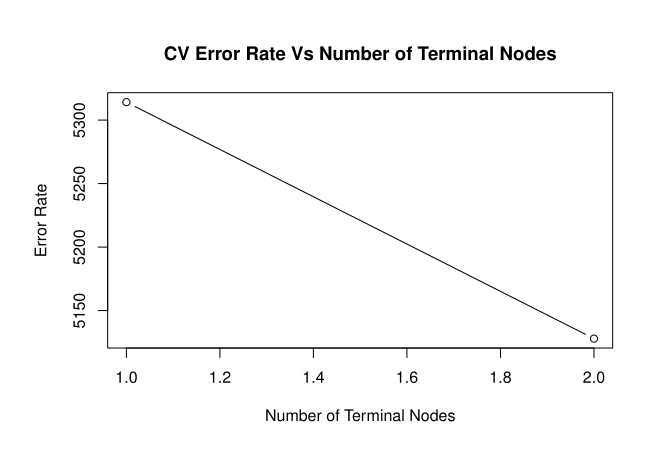 CV Error Rate Vs Number of Terminal Nodes
5300
5250
5200
5150
Error Rate
1.0 1.2 1.4 1.6 1.8 2.0
Number of Terminal Nodes